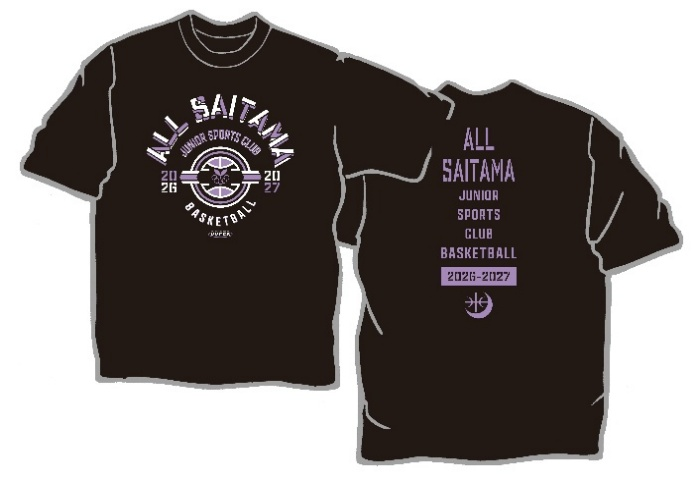 ALL SAITAMA
JUNIOR SPORTS CLUB
20 20
26 27
BASKETBALL
ALL
SAITAMA
JUNIOR
SPORTS
CLUB
BASKETBALL
2026-2027